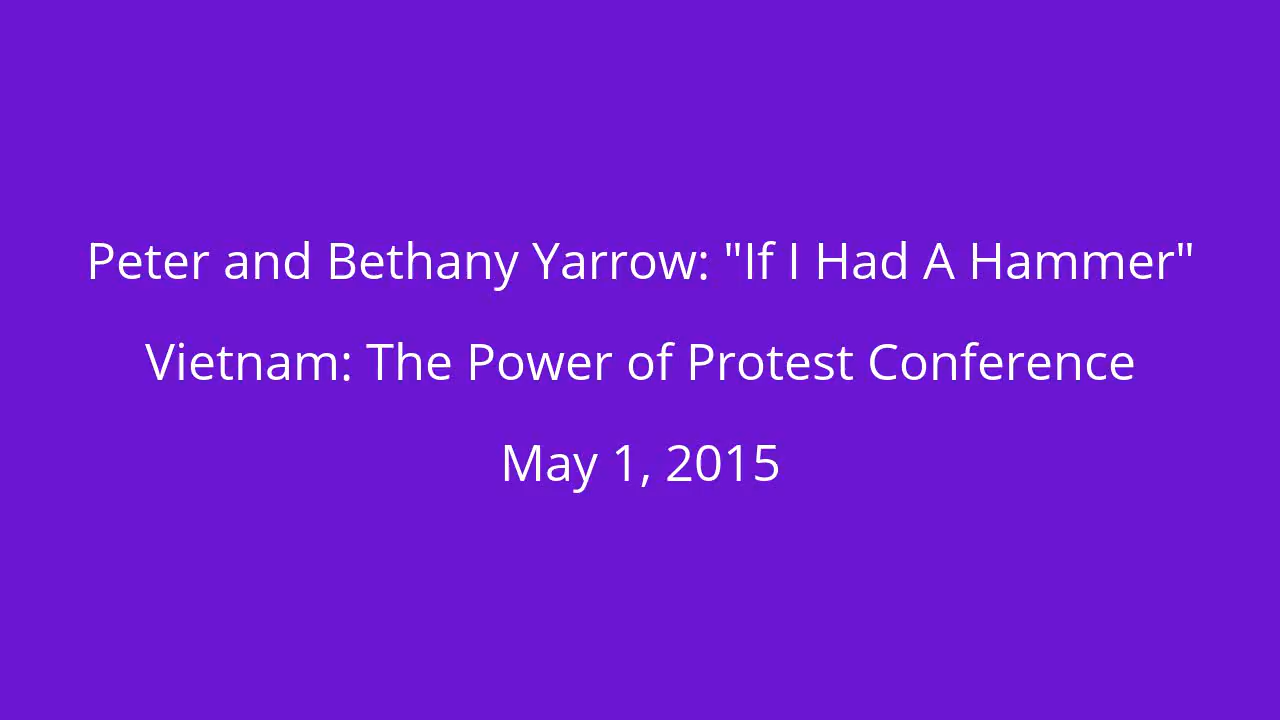 Peter and Bethany Yarrow: "If I Had A Hammer"
Vietnam: The Power of Protest Conference
May 1, 2015